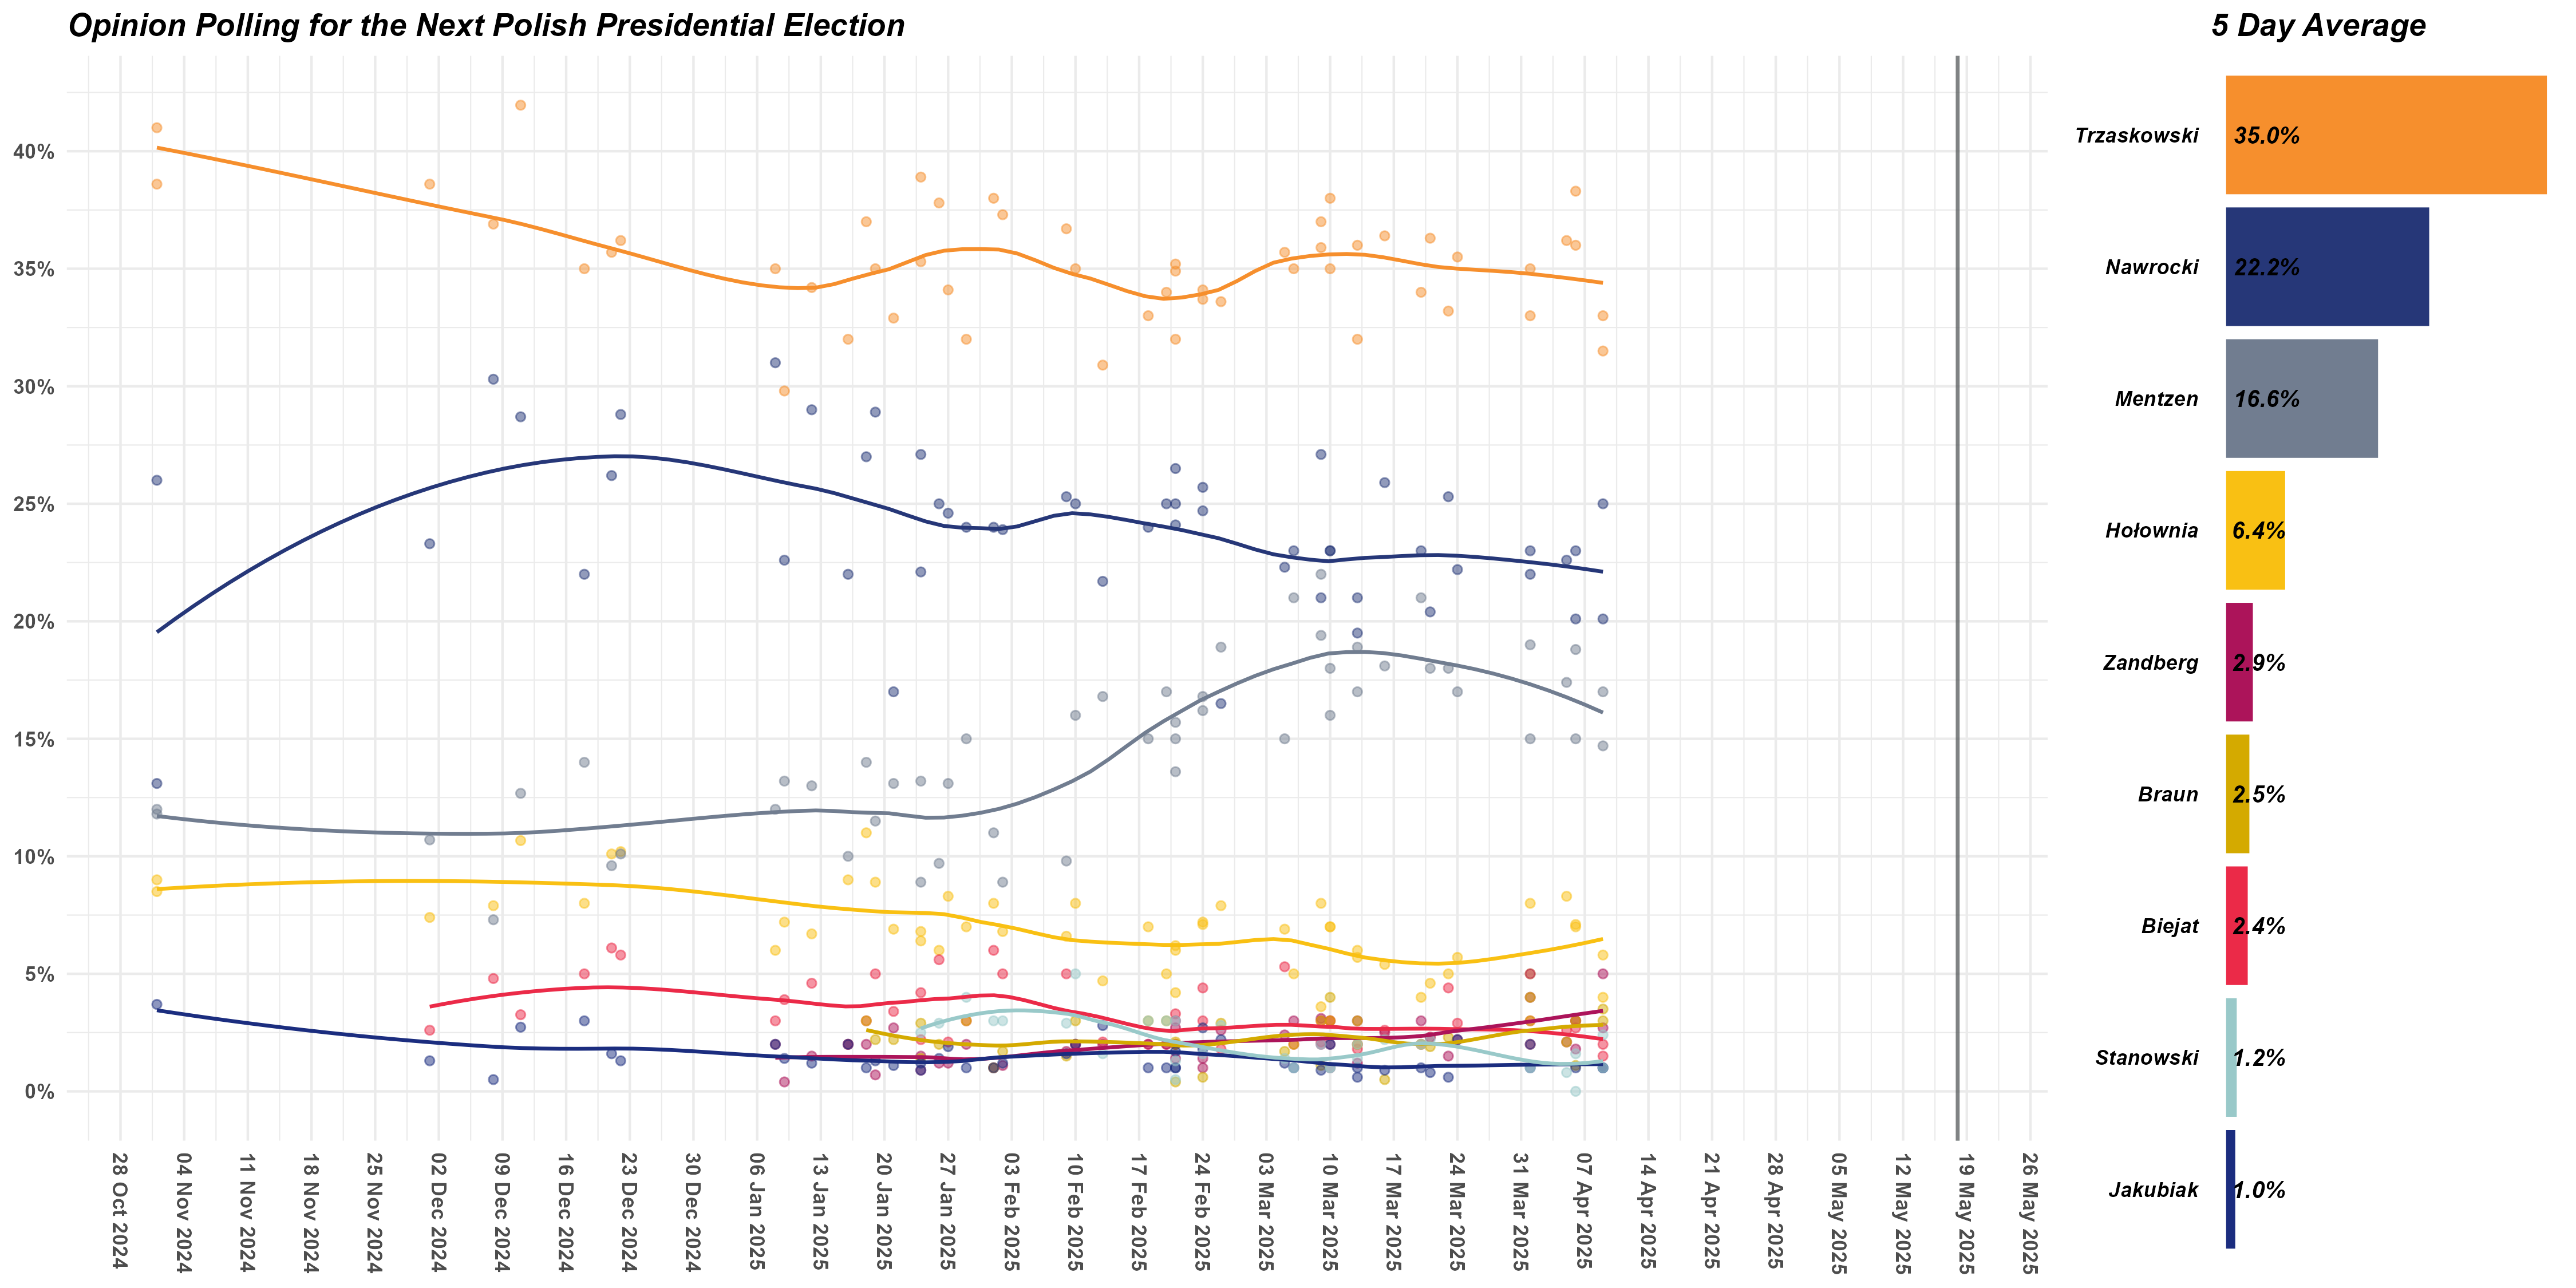 Opinion Polling for the Next Polish Presidential Election
40%
35%
30%
25%
20%
15%
10%
5%
0%
28 Oct 2024
04 Nov 2024
11 Nov 2024
18 Nov 2024
25 Nov 2024
02 Dec 2024
09 Dec 2024
16 Dec 2024
23 Dec 2024
30 Dec 2024
06 Jan 2025
13 Jan 2025
20 Jan 2025
27 Jan 2025
03 Feb 2025
10 Feb 2025
17 Feb 2025
24 Feb 2025
03 Mar 2025
10 Mar 2025
17 Mar 2025
24 Mar 2025
31 Mar 2025
07 Apr 2025
14 Apr 2025
21 Apr 2025
28 Apr 2025
05 May 2025
12 May 2025
19 May 2025
26 May 2025
5 Day Average
Trzaskowski 35.0%
Nawrocki 22.2%
Mentzen 16.6%
Hołownia 6.4%
Zandberg 2.9%
Braun 2.5%
Biejat 2.4%
Stanowski 1.2%
Jakubiak 1.0%